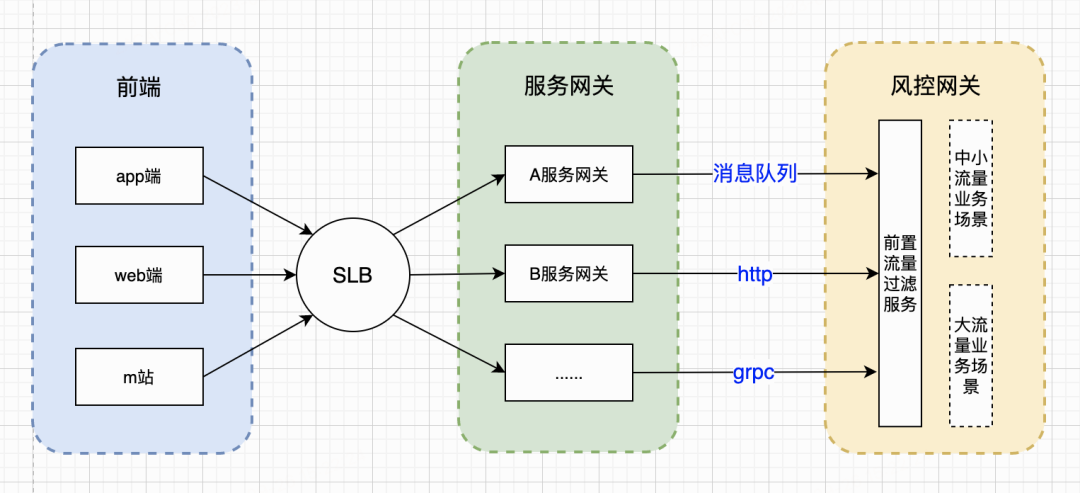 前端
服务网关
风控网关
app端
web端
m站
SLB
A服务网关
B服务网关
......
消息队列
http
grpc
前置
流量
过滤
服务
中小
流量
业务
场景
大流
量业
务场
景